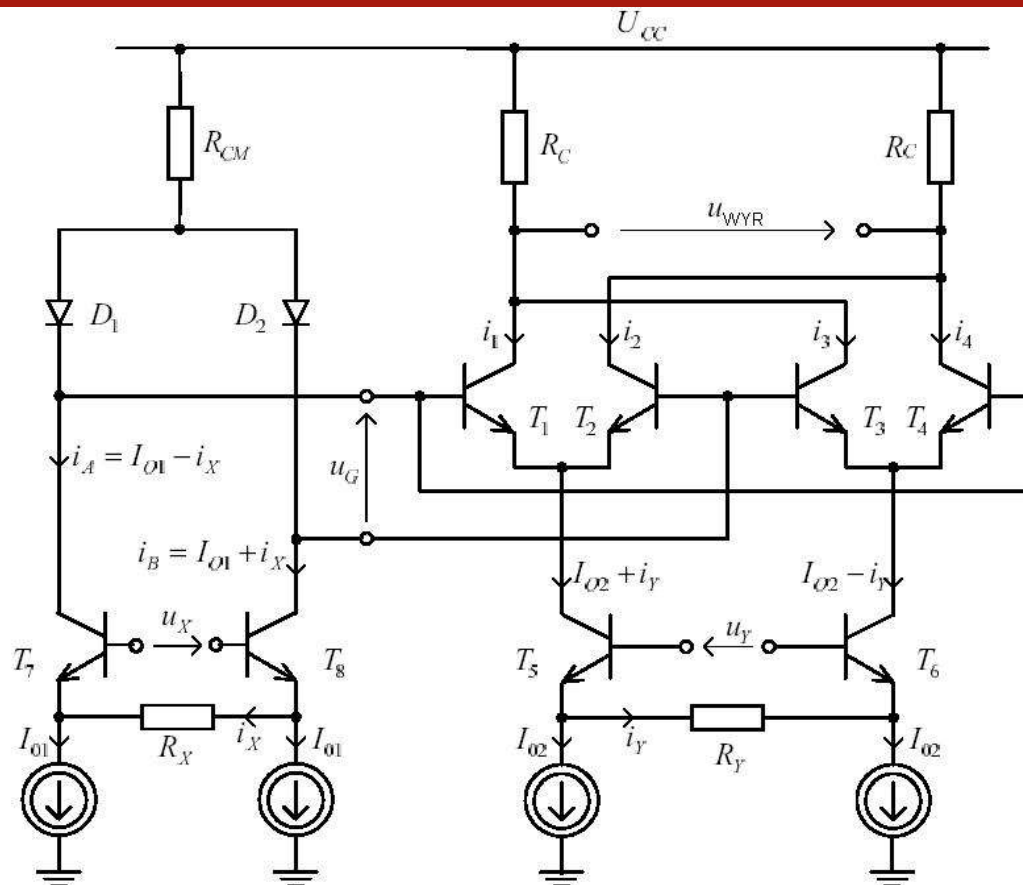 U_CC
R_CM
R_C
R_C
u_WYR
D_1
D_2
i_1
i_2
i_3
i_4
T_1
T_2
T_3
T_4
i_A = I_O1 − i_X
u_G
i_B = I_O1 + i_X
I_O2 + i_Y
I_O2 − i_Y
u_X
u_Y
T_7
T_8
T_5
T_6
I_01
R_X
i_X
I_01
I_02
i_Y
R_Y
I_02